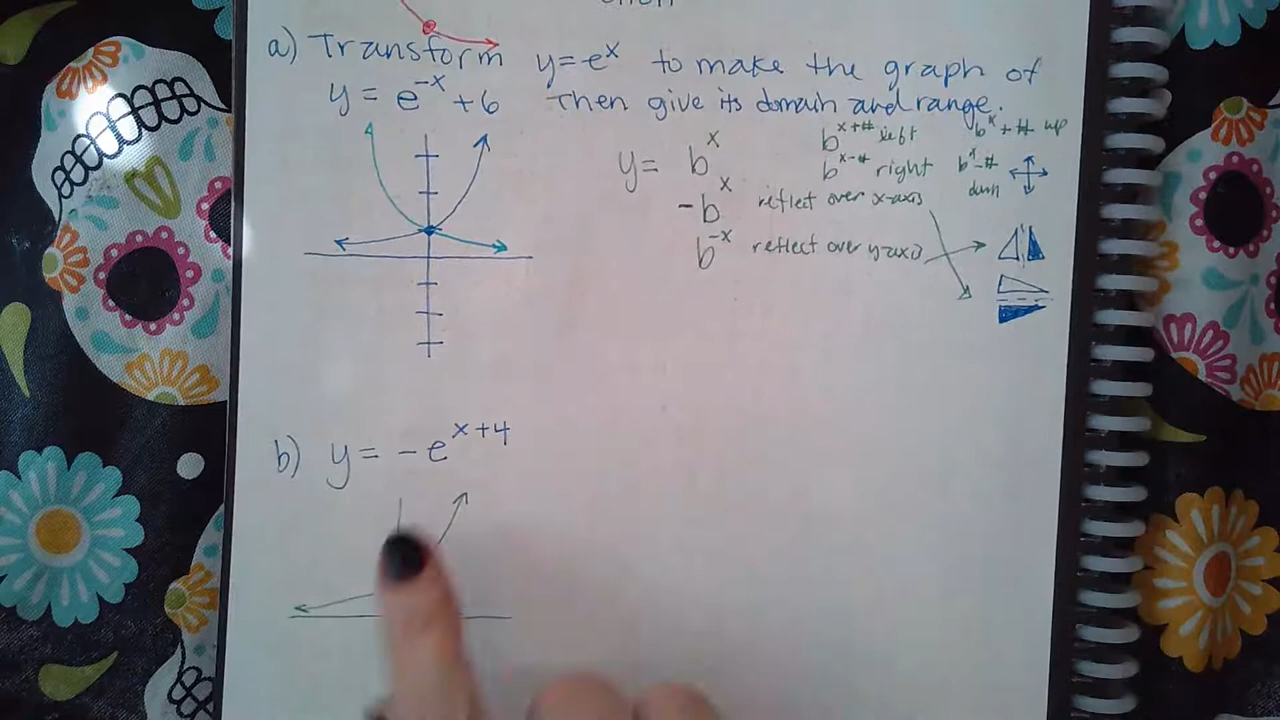 a) Transform y=e^x to make the graph of
y = e^-x + 6 Then give its domain and range.
y = b^x
b^x+# left
b^x + # up
b^x-# right
b^x - #
down
-b^x reflect over x-axis
b^-x reflect over y-axis
b) y = -e^x+4